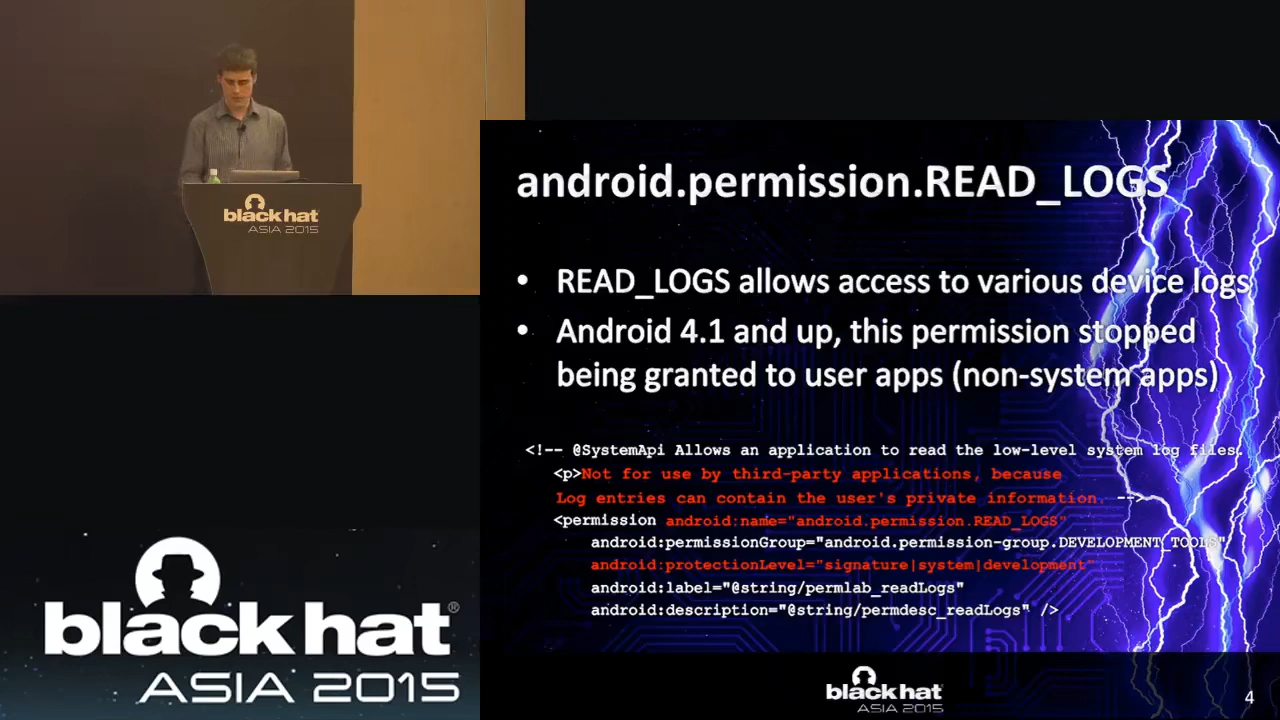 black hat
ASIA 2015
android.permission.READ_LOGS
• READ_LOGS allows access to various device logs
• Android 4.1 and up, this permission stopped
being granted to user apps (non-system apps)
<!-- @SystemApi Allows an application to read the low-level system log files.
<p>Not for use by third-party applications, because
Log entries can contain the user's private information. -->
<permission android:name="android.permission.READ_LOGS"
android:permissionGroup="android.permission-group.DEVELOPMENT_TOOLS"
android:protectionLevel="signature|system|development"
android:label="@string/permlab_readLogs"
android:description="@string/permdesc_readLogs" />
black hat®
ASIA 2015
black hat
ASIA 2015
4